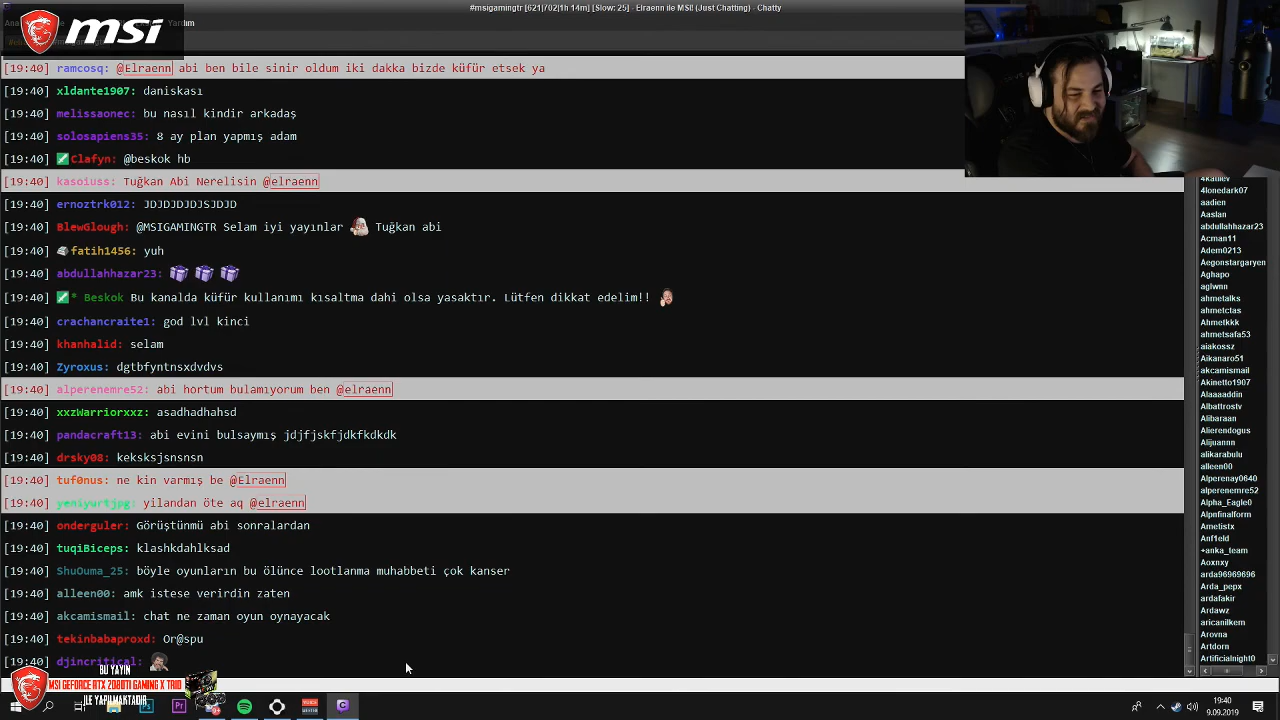 #msigamingtr [621|/02|1h 14m] [Slow: 25] - Elraenn ile MSI! (Just Chatting) - Chatty
msi
Yardım
[19:40] ramcosq: @Elraenn abi ben bile sinir oldum iki dakka bizde küfür etsek ya
[19:40] xldante1907: daniskası
[19:40] melissaonec: bu nasıl kindir arkadaş
[19:40] solosapiens35: 8 ay plan yapmış adam
[19:40] Clafyn: @beskok hb
[19:40] kasoiuss: Tuğkan Abi Nerelisin @elraenn
[19:40] ernoztrk012: JDJDJDJDJSJDJD
[19:40] BlewGlough: @MSIGAMINGTR Selam iyi yayınlar Tuğkan abi
[19:40] fatih1456: yuh
[19:40] abdullahhazar23:
[19:40] * Beskok Bu kanalda küfür kullanımı kısaltma dahi olsa yasaktır. Lütfen dikkat edelim!!
[19:40] crachancraite1: god lvl kinci
[19:40] khanhalid: selam
[19:40] Zyroxus: dgtbfyntnsxdvdvs
[19:40] alperenemre52: abi hortum bulamıyorum ben @elraenn
[19:40] xxzWarriorxxz: asadhadhahsd
[19:40] pandacraft13: abi evini bulsaymış jdjfjskfjdkfkdkdk
[19:40] drsky08: keksksjsnsnsn
[19:40] tuf0nus: ne kin varmış be @Elraenn
[19:40] yeniyurtjpg: yilandan öte aq @elraenn
[19:40] onderguler: Görüştünmü abi sonralardan
[19:40] tuqiBiceps: klashkdahlksad
[19:40] ShuOuma_25: böyle oyunların bu ölünce lootlanma muhabbeti çok kanser
[19:40] alleen00: amk istese verirdin zaten
[19:40] akcamismail: chat ne zaman oyun oynayacak
[19:40] tekinbabaproxd: Or@spu
[19:40] djincritical:
4katilev
4lonedark07
aadien
Aaslan
abdullahhazar23
Acman11
Adem0213
Aegonstargaryen
Aghapo
aglwnn
ahmetalks
ahmetctas
Ahmetkkk
ahmetsafa53
aiakossz
Aikanaro51
akcamismail
Akinetto1907
Alaaaaddin
Albattrostv
Alibaraan
Alierendogus
Alijuannn
alikarabulu
alleen00
Alperenay0640
alperenemre52
Alpha_Eagle0
Alpnfinalform
Ametistx
Anf1eld
+anka_team
Aoxnxy
arda96969696
Arda_pepx
ardafakir
Ardawz
aricanilkern
Arovna
Artdorn
Artificialnight0
BU YAYIN
MSI GEFORCE RTX 2080TI GAMING X TRIO
ILE YAPILMAKTADIR
19:40
9.09.2019